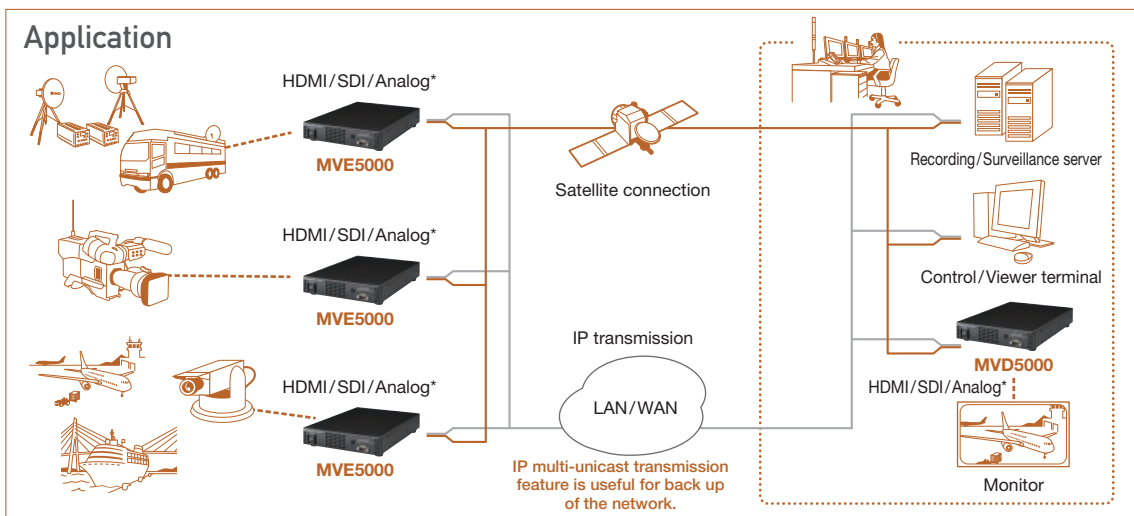 Application
HDMI/SDI/Analog*
MVE5000
HDMI/SDI/Analog*
MVE5000
HDMI/SDI/Analog*
MVE5000
Satellite connection
IP transmission
LAN/WAN
IP multi-unicast transmission
feature is useful for back up
of the network.
Recording/Surveillance server
Control/Viewer terminal
MVD5000
HDMI/SDI/Analog*
Monitor